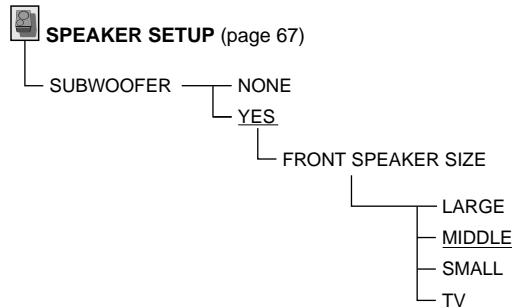 SPEAKER SETUP (page 67)
SUBWOOFER NONE
YES
FRONT SPEAKER SIZE
LARGE
MIDDLE
SMALL
TV